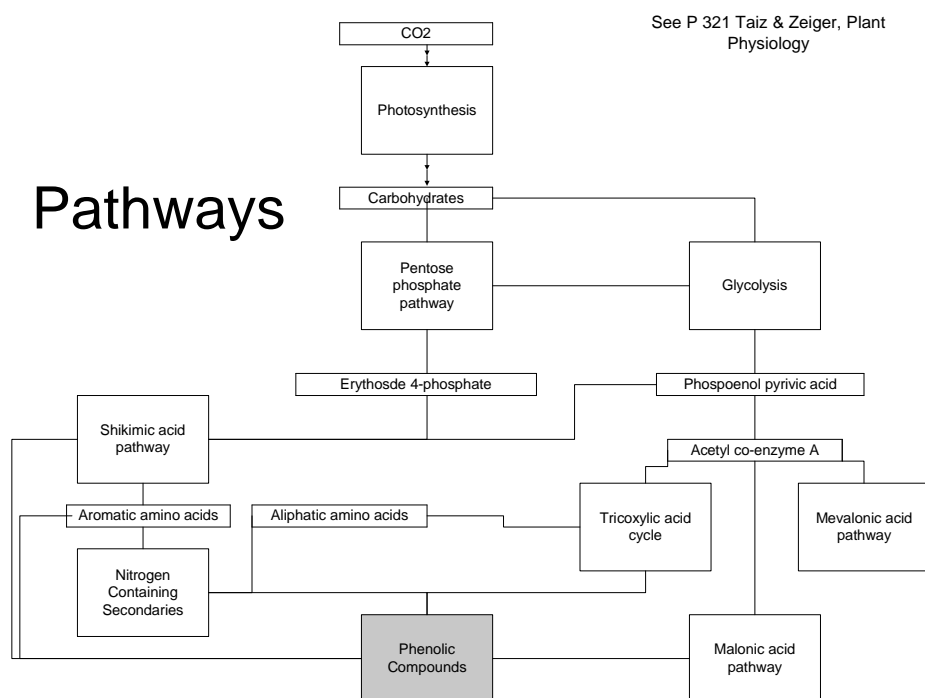 See P 321 Taiz & Zeiger, Plant
Physiology
CO2
Photosynthesis
Pathways
Carbohydrates
Pentose
phosphate
pathway
Glycolysis
Erythosde 4-phosphate
Phospoenol pyrivic acid
Shikimic acid
pathway
Acetyl co-enzyme A
Aromatic amino acids
Aliphatic amino acids
Tricoxylic acid
cycle
Mevalonic acid
pathway
Nitrogen
Containing
Secondaries
Phenolic
Compounds
Malonic acid
pathway